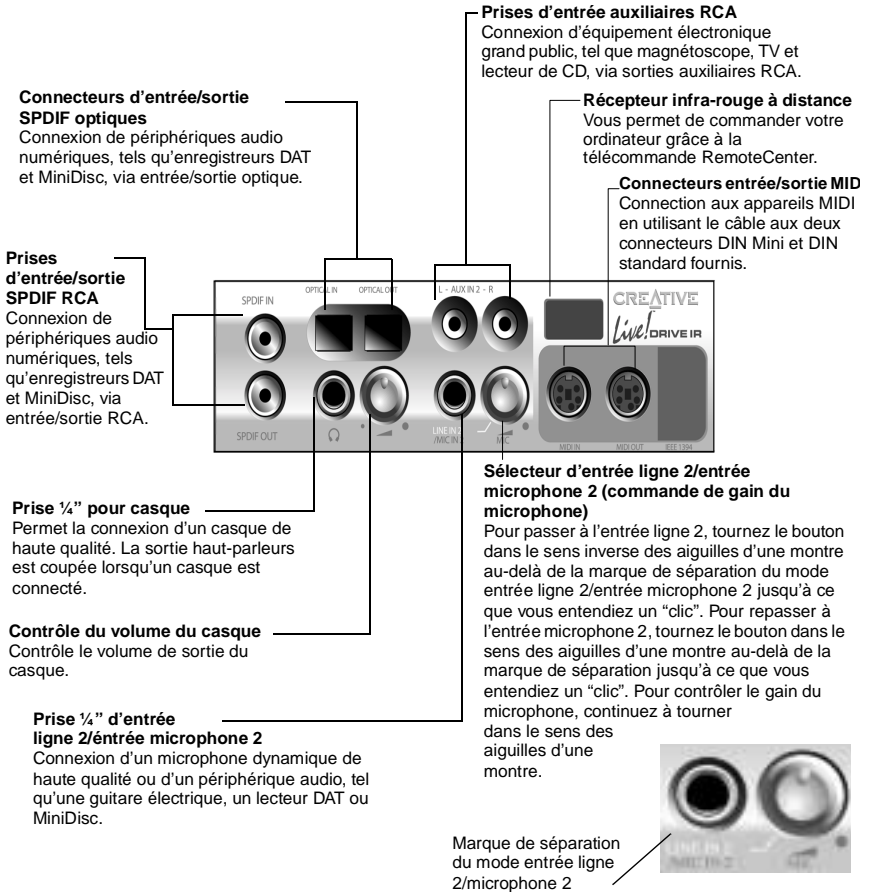 Prises d'entrée auxiliaires RCA
Connexion d'équipement électronique
grand public, tel que magnétoscope, TV et
lecteur de CD, via sorties auxiliaires RCA.
Connecteurs d'entrée/sortie
SPDIF optiques
Connexion de périphériques audio
numériques, tels qu'enregistreurs DAT
et MiniDisc, via entrée/sortie optique.
Récepteur infra-rouge à distance
Vous permet de commander votre
ordinateur grâce à la
télécommande RemoteCenter.
Connecteurs entrée/sortie MID
Connection aux appareils MIDI
en utilisant le câble aux deux
connecteurs DIN Mini et DIN
standard fournis.
Prises
d'entrée/sortie
SPDIF RCA
Connexion de
périphériques audio
numériques, tels
qu'enregistreurs DAT
et MiniDisc, via
entrée/sortie RCA.
SPDIF IN
OPTICAL IN
OPTICAL OUT
L - AUX IN 2 - R
CREATIVE
Live! DRIVE IR
SPDIF OUT
LINE IN 2
/MIC IN 2
MIC
MIDI IN
MIDI OUT
IEEE 1394
Prise ¼” pour casque
Permet la connexion d'un casque de
haute qualité. La sortie haut-parleurs
est coupée lorsqu'un casque est
connecté.
Contrôle du volume du casque
Contrôle le volume de sortie du
casque.
Prise ¼” d'entrée
ligne 2/éntrée microphone 2
Connexion d'un microphone dynamique de
haute qualité ou d'un périphérique audio, tel
qu'une guitare électrique, un lecteur DAT ou
MiniDisc.
Sélecteur d'entrée ligne 2/entrée
microphone 2 (commande de gain du
microphone)
Pour passer à l'entrée ligne 2, tournez le bouton
dans le sens inverse des aiguilles d'une montre
au-delà de la marque de séparation du mode
entrée ligne 2/entrée microphone 2 jusqu'à ce
que vous entendiez un “clic”. Pour repasser à
l'entrée microphone 2, tournez le bouton dans le
sens des aiguilles d'une montre au-delà de la
marque de séparation jusqu'à ce que vous
entendiez un “clic”. Pour contrôler le gain du
microphone, continuez à tourner
dans le sens des
aiguilles d'une
montre.
LINE IN 2
/MIC IN 2
Marque de séparation
du mode entrée ligne
2/microphone 2